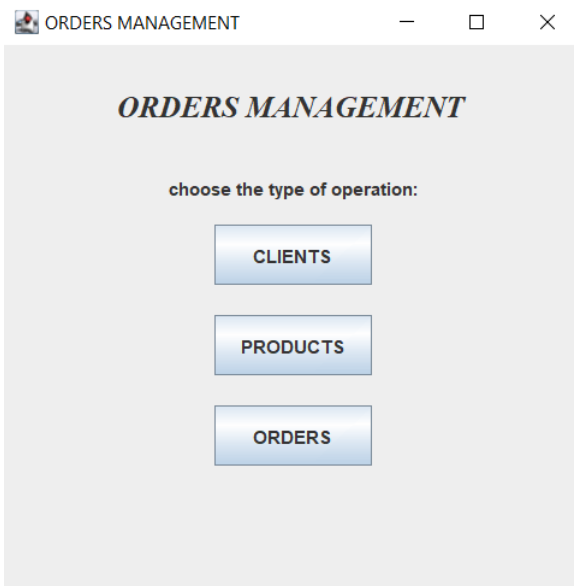 ORDERS MANAGEMENT
ORDERS MANAGEMENT
choose the type of operation:
CLIENTS
PRODUCTS
ORDERS